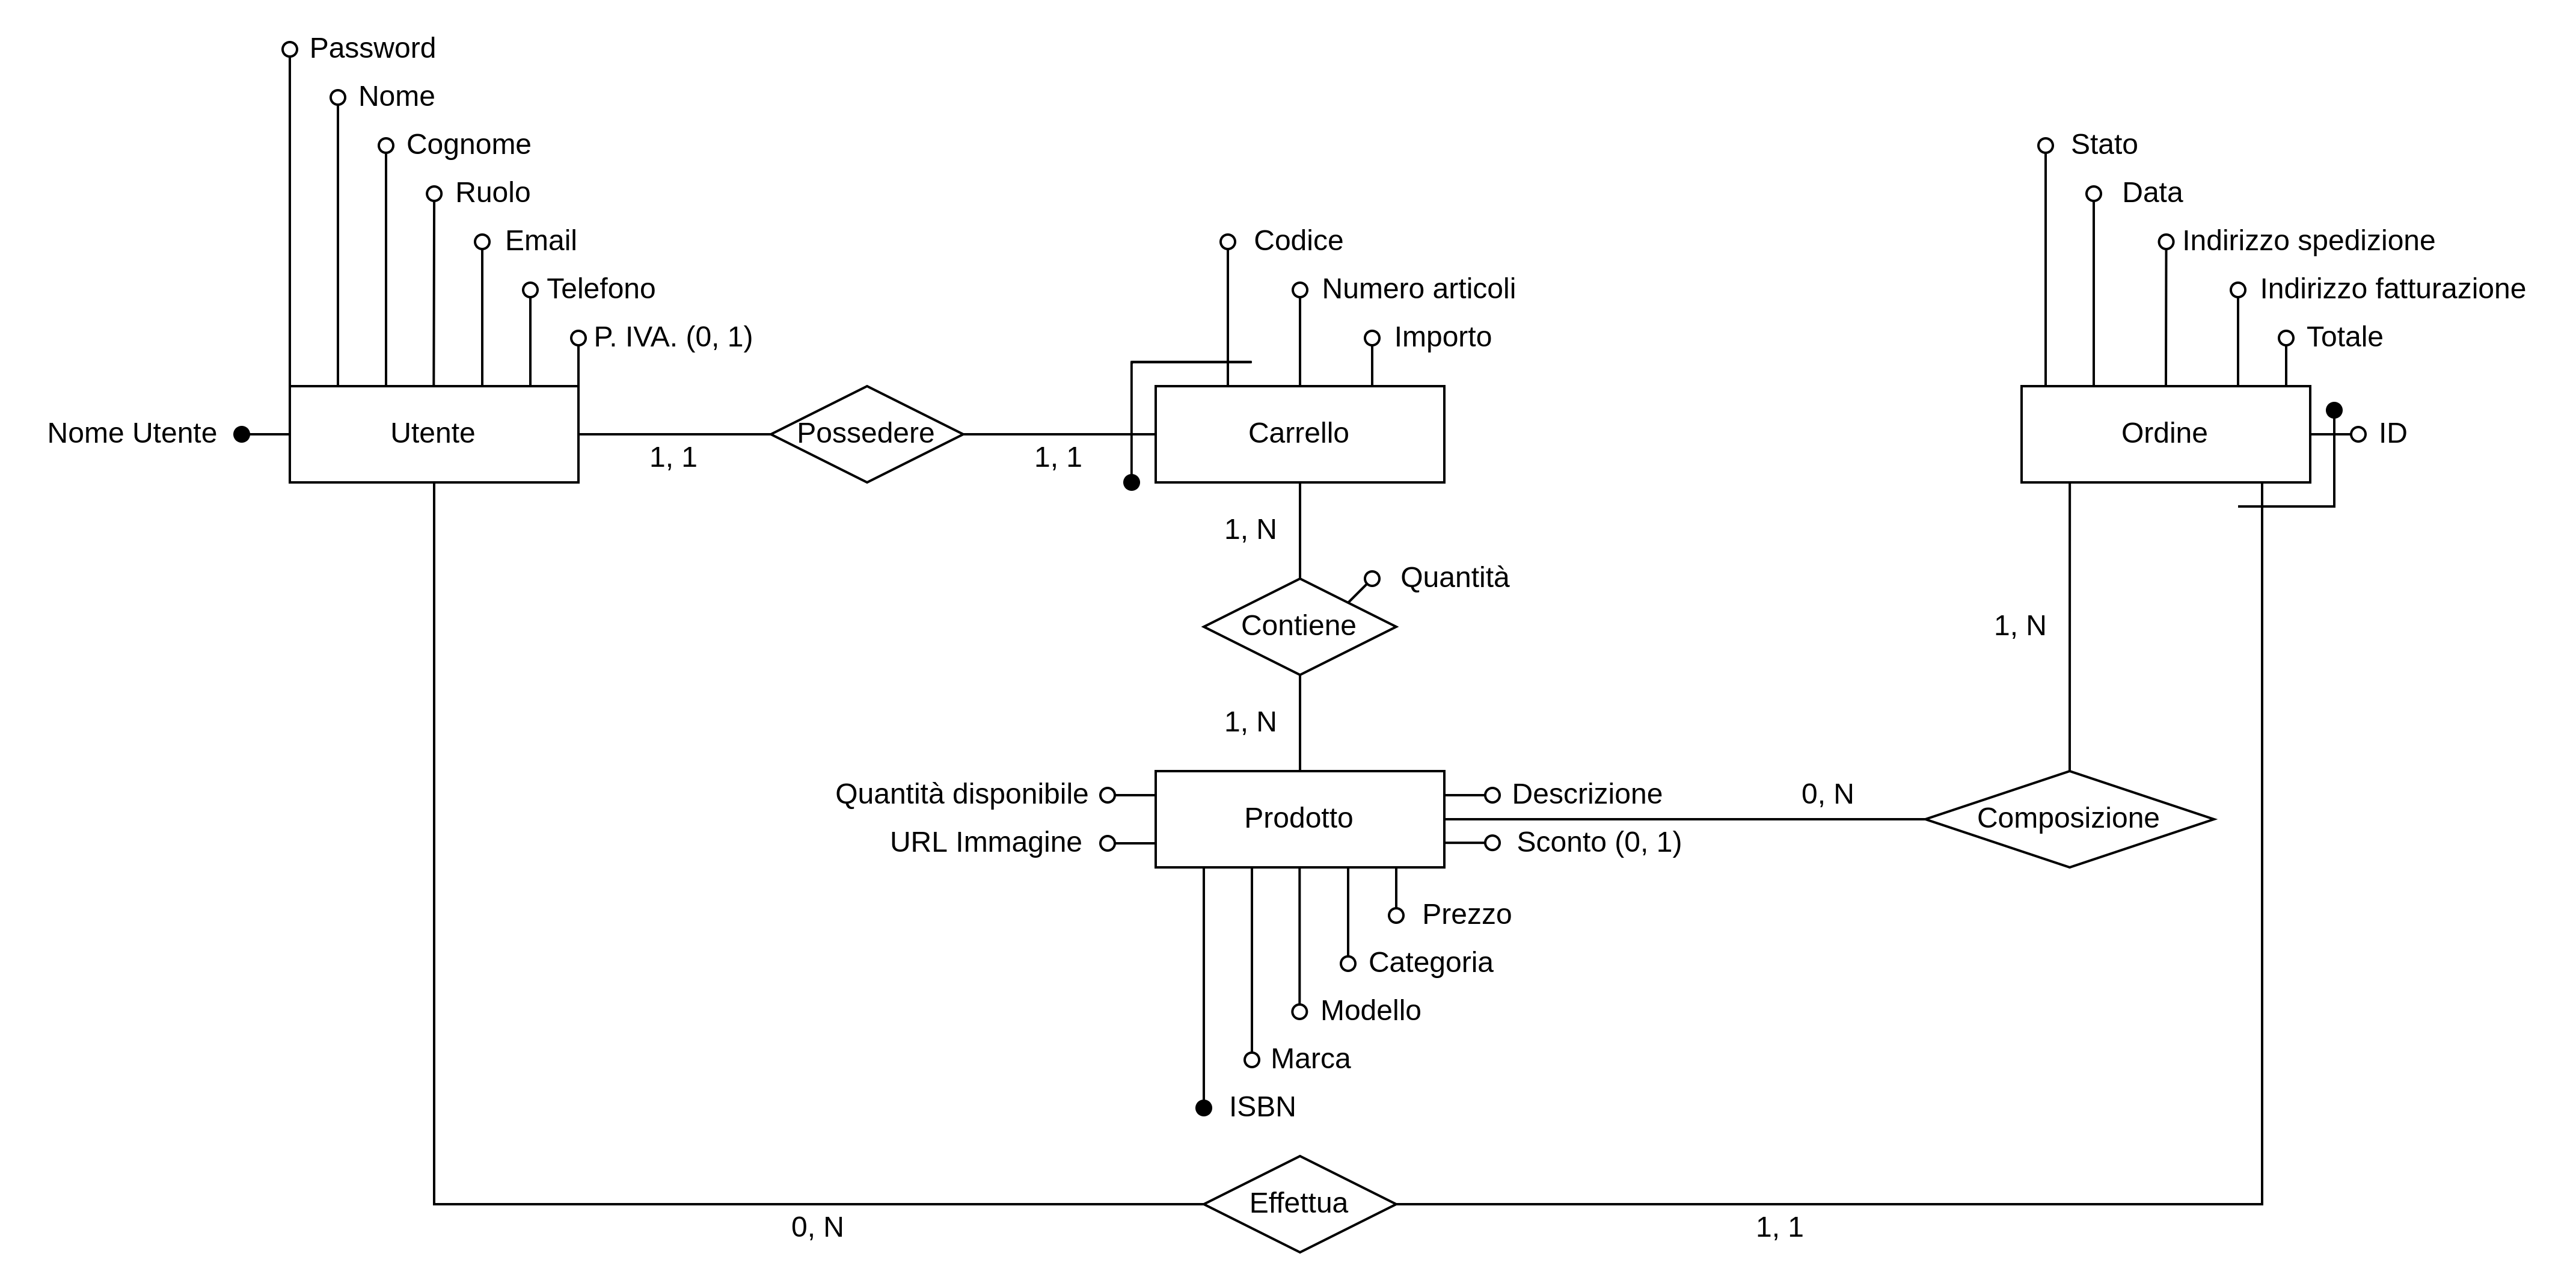 Password
Nome
Cognome
Ruolo
Email
Telefono
P. IVA. (0, 1)
Nome Utente
Utente
1, 1
Possedere
1, 1
Codice
Numero articoli
Importo
Carrello
Stato
Data
Indirizzo spedizione
Indirizzo fatturazione
Totale
Ordine
ID
1, N
Contiene
Quantità
1, N
1, N
Quantità disponibile
URL Immagine
Prodotto
Descrizione
Sconto (0, 1)
0, N
Composizione
Prezzo
Categoria
Modello
Marca
ISBN
Effettua
0, N
1, 1